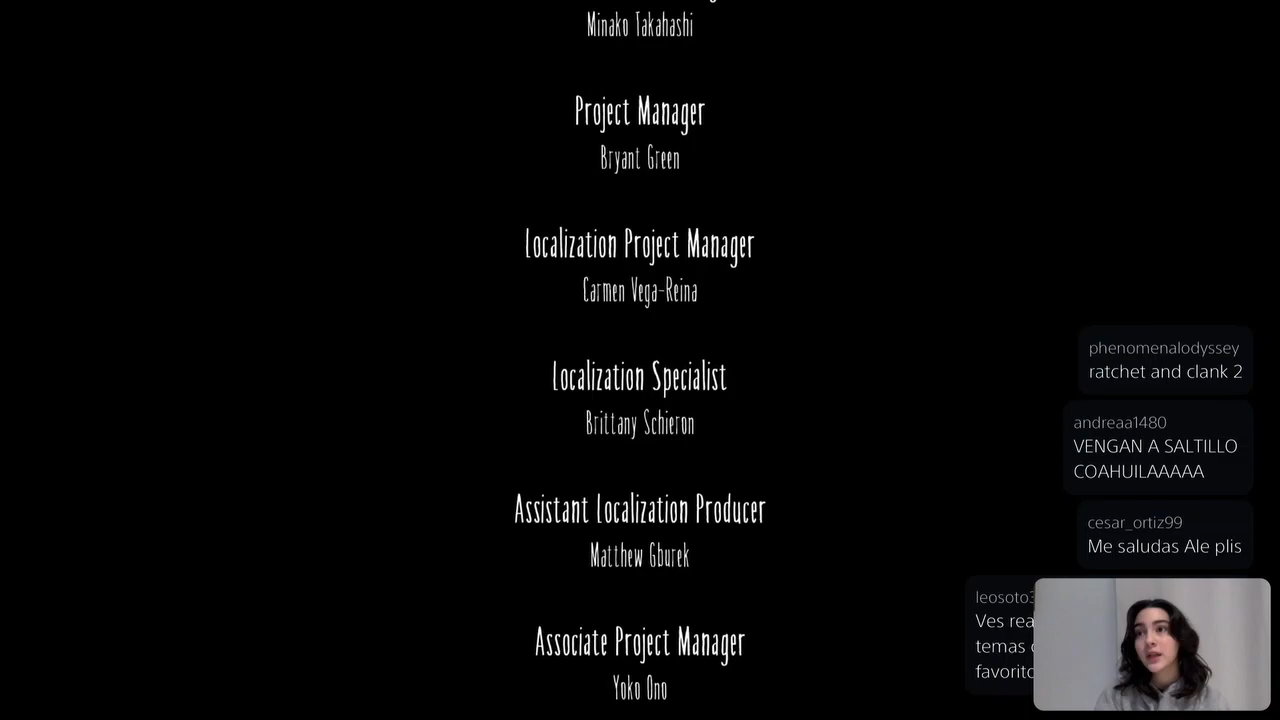 Minako Takahashi
Project Manager
Bryant Green
Localization Project Manager
Carmen Vega-Reina
Localization Specialist
Brittany Schieron
Assistant Localization Producer
Matthew Gburek
Associate Project Manager
Yoko Ono
phenomenalodyssey
ratchet and clank 2
andreaa1480
VENGAN A SALTILLO
COAHUILAAAAA
cesar_ortiz99
Me saludas Ale plis
Ves
temas